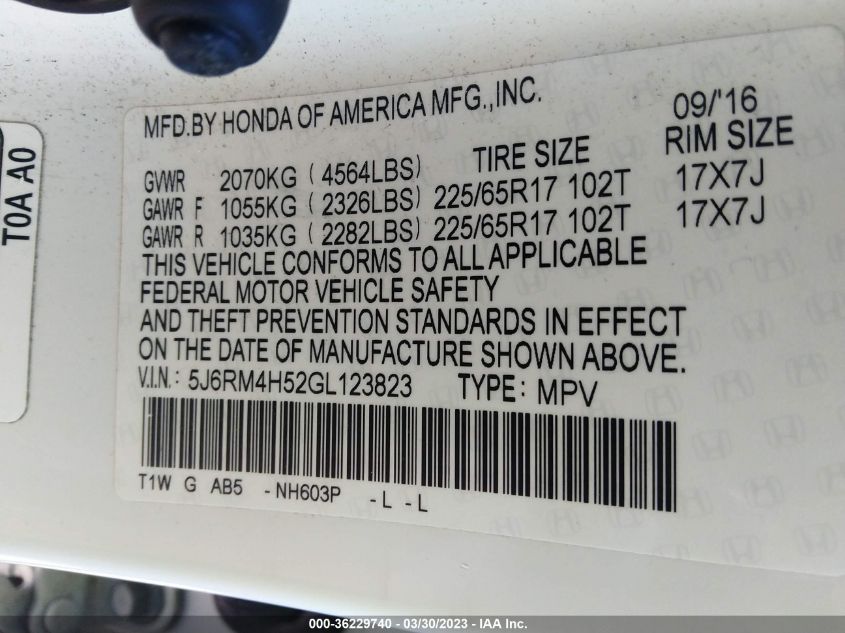 MFD.BY HONDA OF AMERICA MFG.,INC. 09/'16
TIRE SIZE RIM SIZE
GVWR 2070KG (4564LBS)
GAWR F 1055KG (2326LBS) 225/65R17 102T 17X7J
GAWR R 1035KG (2282LBS) 225/65R17 102T 17X7J
THIS VEHICLE CONFORMS TO ALL APPLICABLE
FEDERAL MOTOR VEHICLE SAFETY
AND THEFT PREVENTION STANDARDS IN EFFECT
ON THE DATE OF MANUFACTURE SHOWN ABOVE.
V.I.N.: 5J6RM4H52GL123823 TYPE: MPV
T1W G AB5 -NH603P -L -L
T0A A0
000-36229740 - 03/30/2023 - IAA Inc.